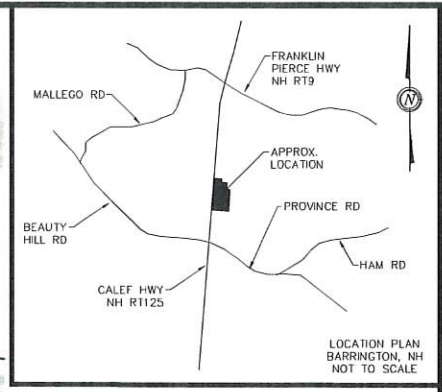 FRANKLIN
PIERCE HWY
NH RT9
MALLEGO RD
N
APPROX.
LOCATION
PROVINCE RD
BEAUTY
HILL RD
HAM RD
CALEF HWY
NH RT125
LOCATION PLAN
BARRINGTON, NH
NOT TO SCALE